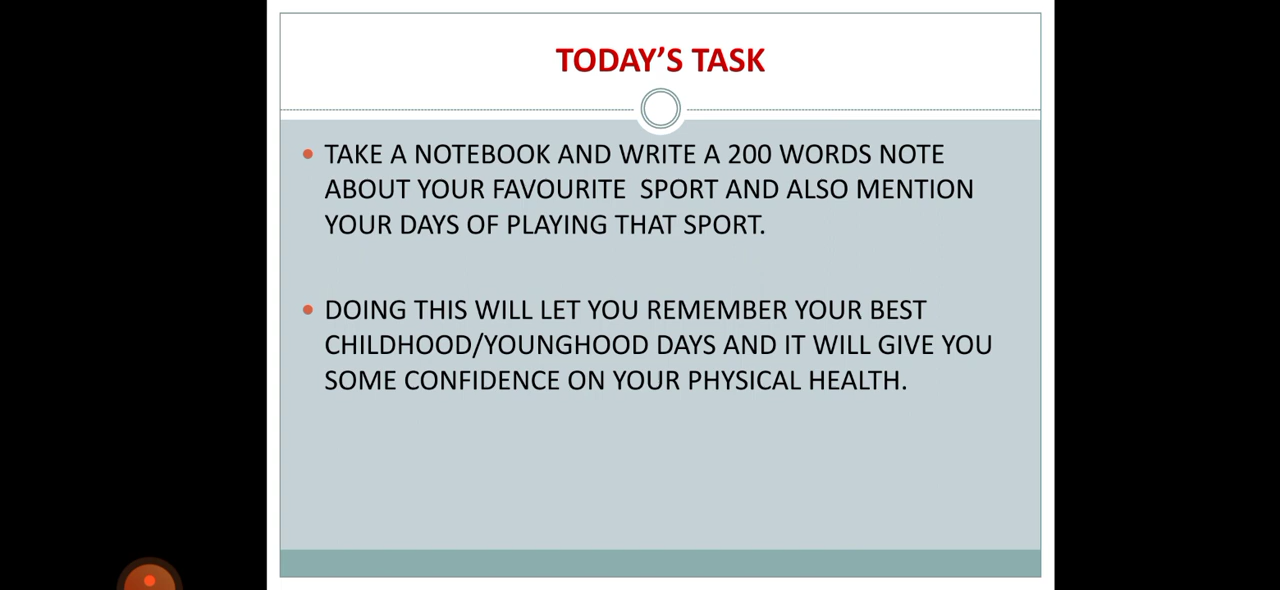 TODAY’S TASK
TAKE A NOTEBOOK AND WRITE A 200 WORDS NOTE
ABOUT YOUR FAVOURITE  SPORT AND ALSO MENTION
YOUR DAYS OF PLAYING THAT SPORT.
DOING THIS WILL LET YOU REMEMBER YOUR BEST
CHILDHOOD/YOUNGHOOD DAYS AND IT WILL GIVE YOU
SOME CONFIDENCE ON YOUR PHYSICAL HEALTH.